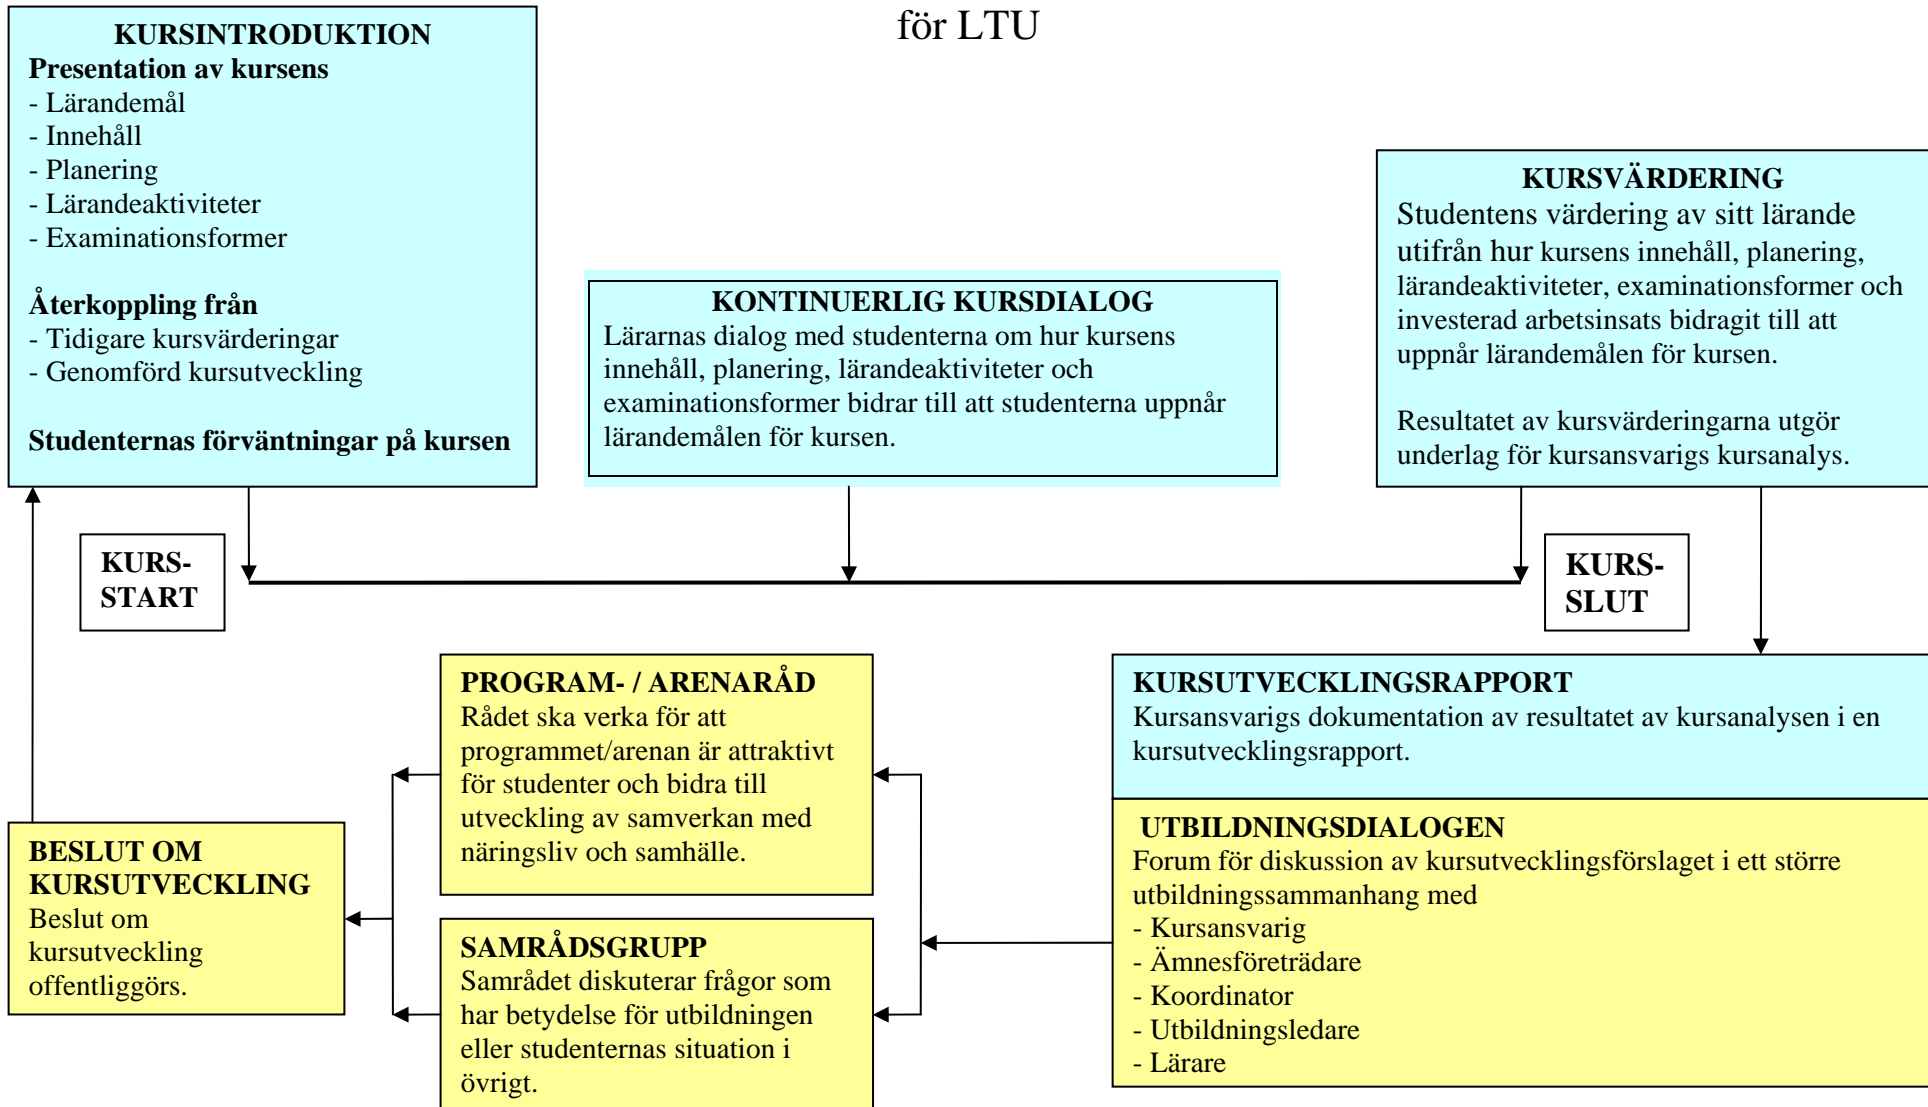 för LTU
KURSINTRODUKTION
Presentation av kursens
- Lärandemål
- Innehåll
- Planering
- Lärandeaktiviteter
- Examinationsformer
Återkoppling från
- Tidigare kursvärderingar
- Genomförd kursutveckling
Studenternas förväntningar på kursen
KONTINUERLIG KURSDIALOG
Lärarnas dialog med studenterna om hur kursens
innehåll, planering, lärandeaktiviteter och
examinationsformer bidrar till att studenterna uppnår
lärandemålen för kursen.
KURSVÄRDERING
Studentens värdering av sitt lärande
utifrån hur kursens innehåll, planering,
lärandeaktiviteter, examinationsformer och
investerad arbetsinsats bidragit till att
uppnår lärandemålen för kursen.
Resultatet av kursvärderingarna utgör
underlag för kursansvarigs kursanalys.
KURS-
START
KURS-
SLUT
KURSUTVECKLINGSRAPPORT
Kursansvarigs dokumentation av resultatet av kursanalysen i en
kursutvecklingsrapport.
UTBILDNINGSDIALOGEN
Forum för diskussion av kursutvecklingsförslaget i ett större
utbildningssammanhang med
- Kursansvarig
- Ämnesföreträdare
- Koordinator
- Utbildningsledare
- Lärare
PROGRAM- / ARENARÅD
Rådet ska verka för att
programmet/arenan är attraktivt
för studenter och bidra till
utveckling av samverkan med
näringsliv och samhälle.
SAMRÅDSGRUPP
Samrådet diskuterar frågor som
har betydelse för utbildningen
eller studenternas situation i
övrigt.
BESLUT OM
KURSUTVECKLING
Beslut om
kursutveckling
offentliggörs.